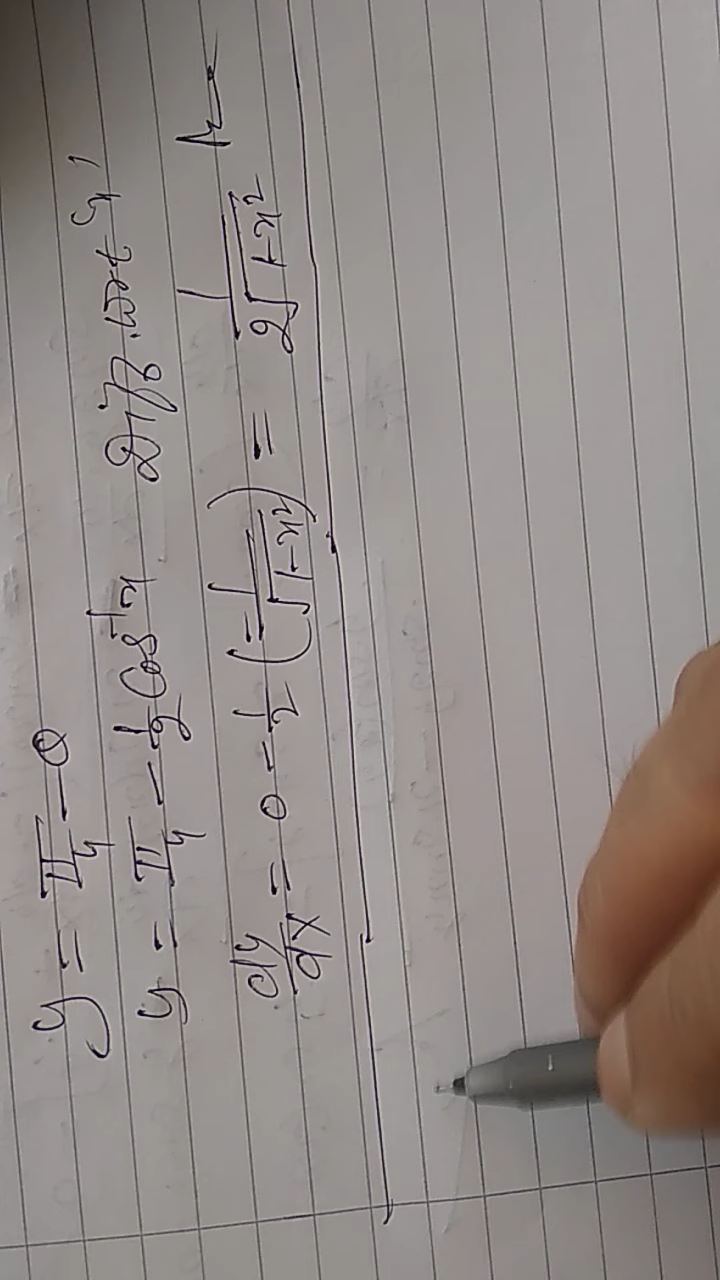 y = π/4 - θ
y = π/4 - 1/2 Cos⁻¹x Diff. wrt 'x'
dy/dx = 0 - 1/2 (-1/√1-x²) = 1/2√1-x²